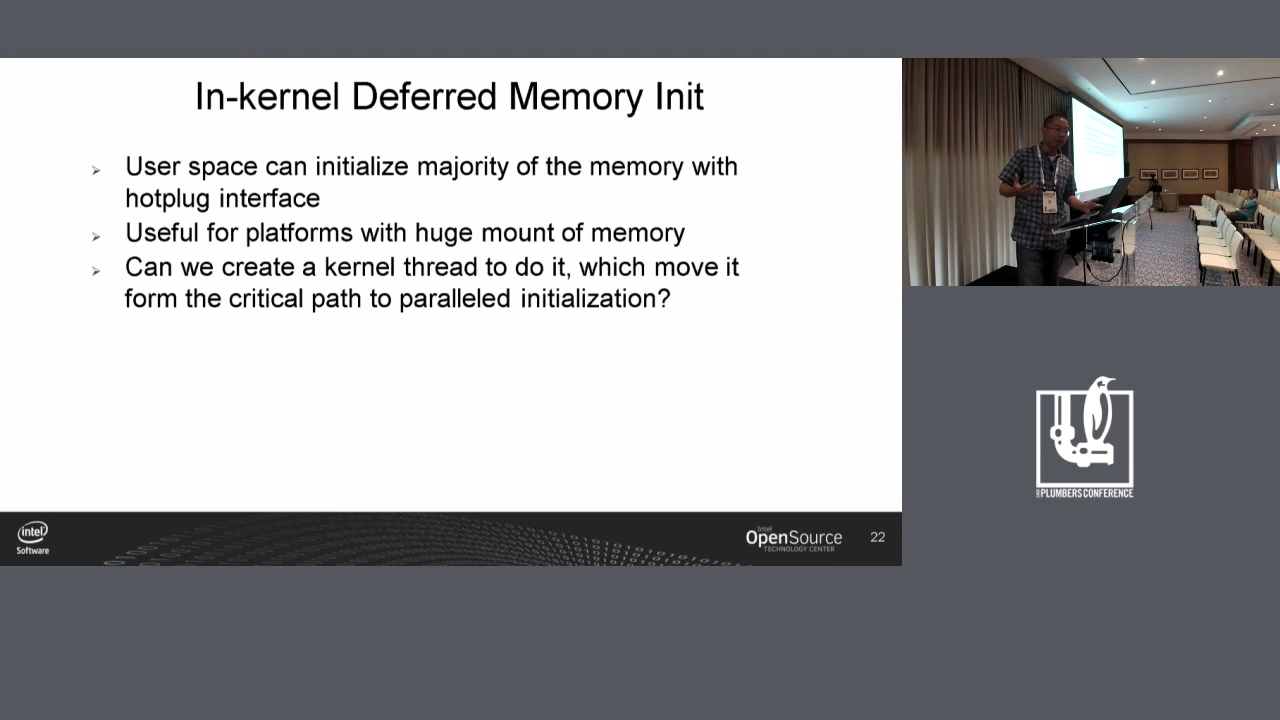 In-kernel Deferred Memory Init
User space can initialize majority of the memory with
hotplug interface
Useful for platforms with huge mount of memory
Can we create a kernel thread to do it, which move it
form the critical path to paralleled initialization?
intel
Software
Intel
OpenSource
TECHNOLOGY CENTER
22
PLUMBERS CONFERENCE